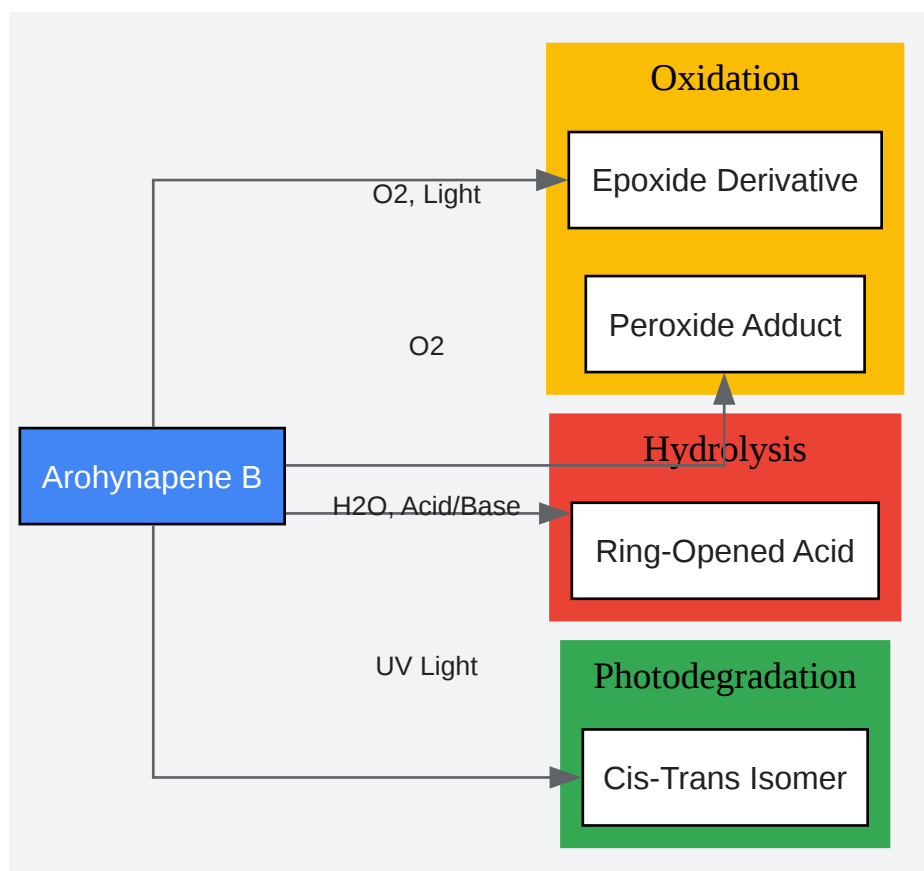 Oxidation
Epoxide Derivative
O2, Light
Peroxide Adduct
O2
Hydrolysis
Arohynapene B
H2O, Acid/Base
Ring-Opened Acid
UV Light
Photodegradation
Cis-Trans Isomer